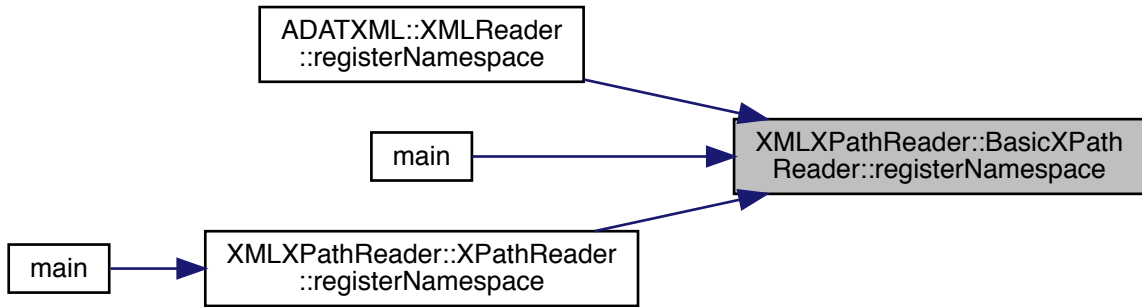 ADATXML::XMLReader
::registerNamespace
main
XMLXPathReader::BasicXPath
Reader::registerNamespace
main
XMLXPathReader::XPathReader
::registerNamespace